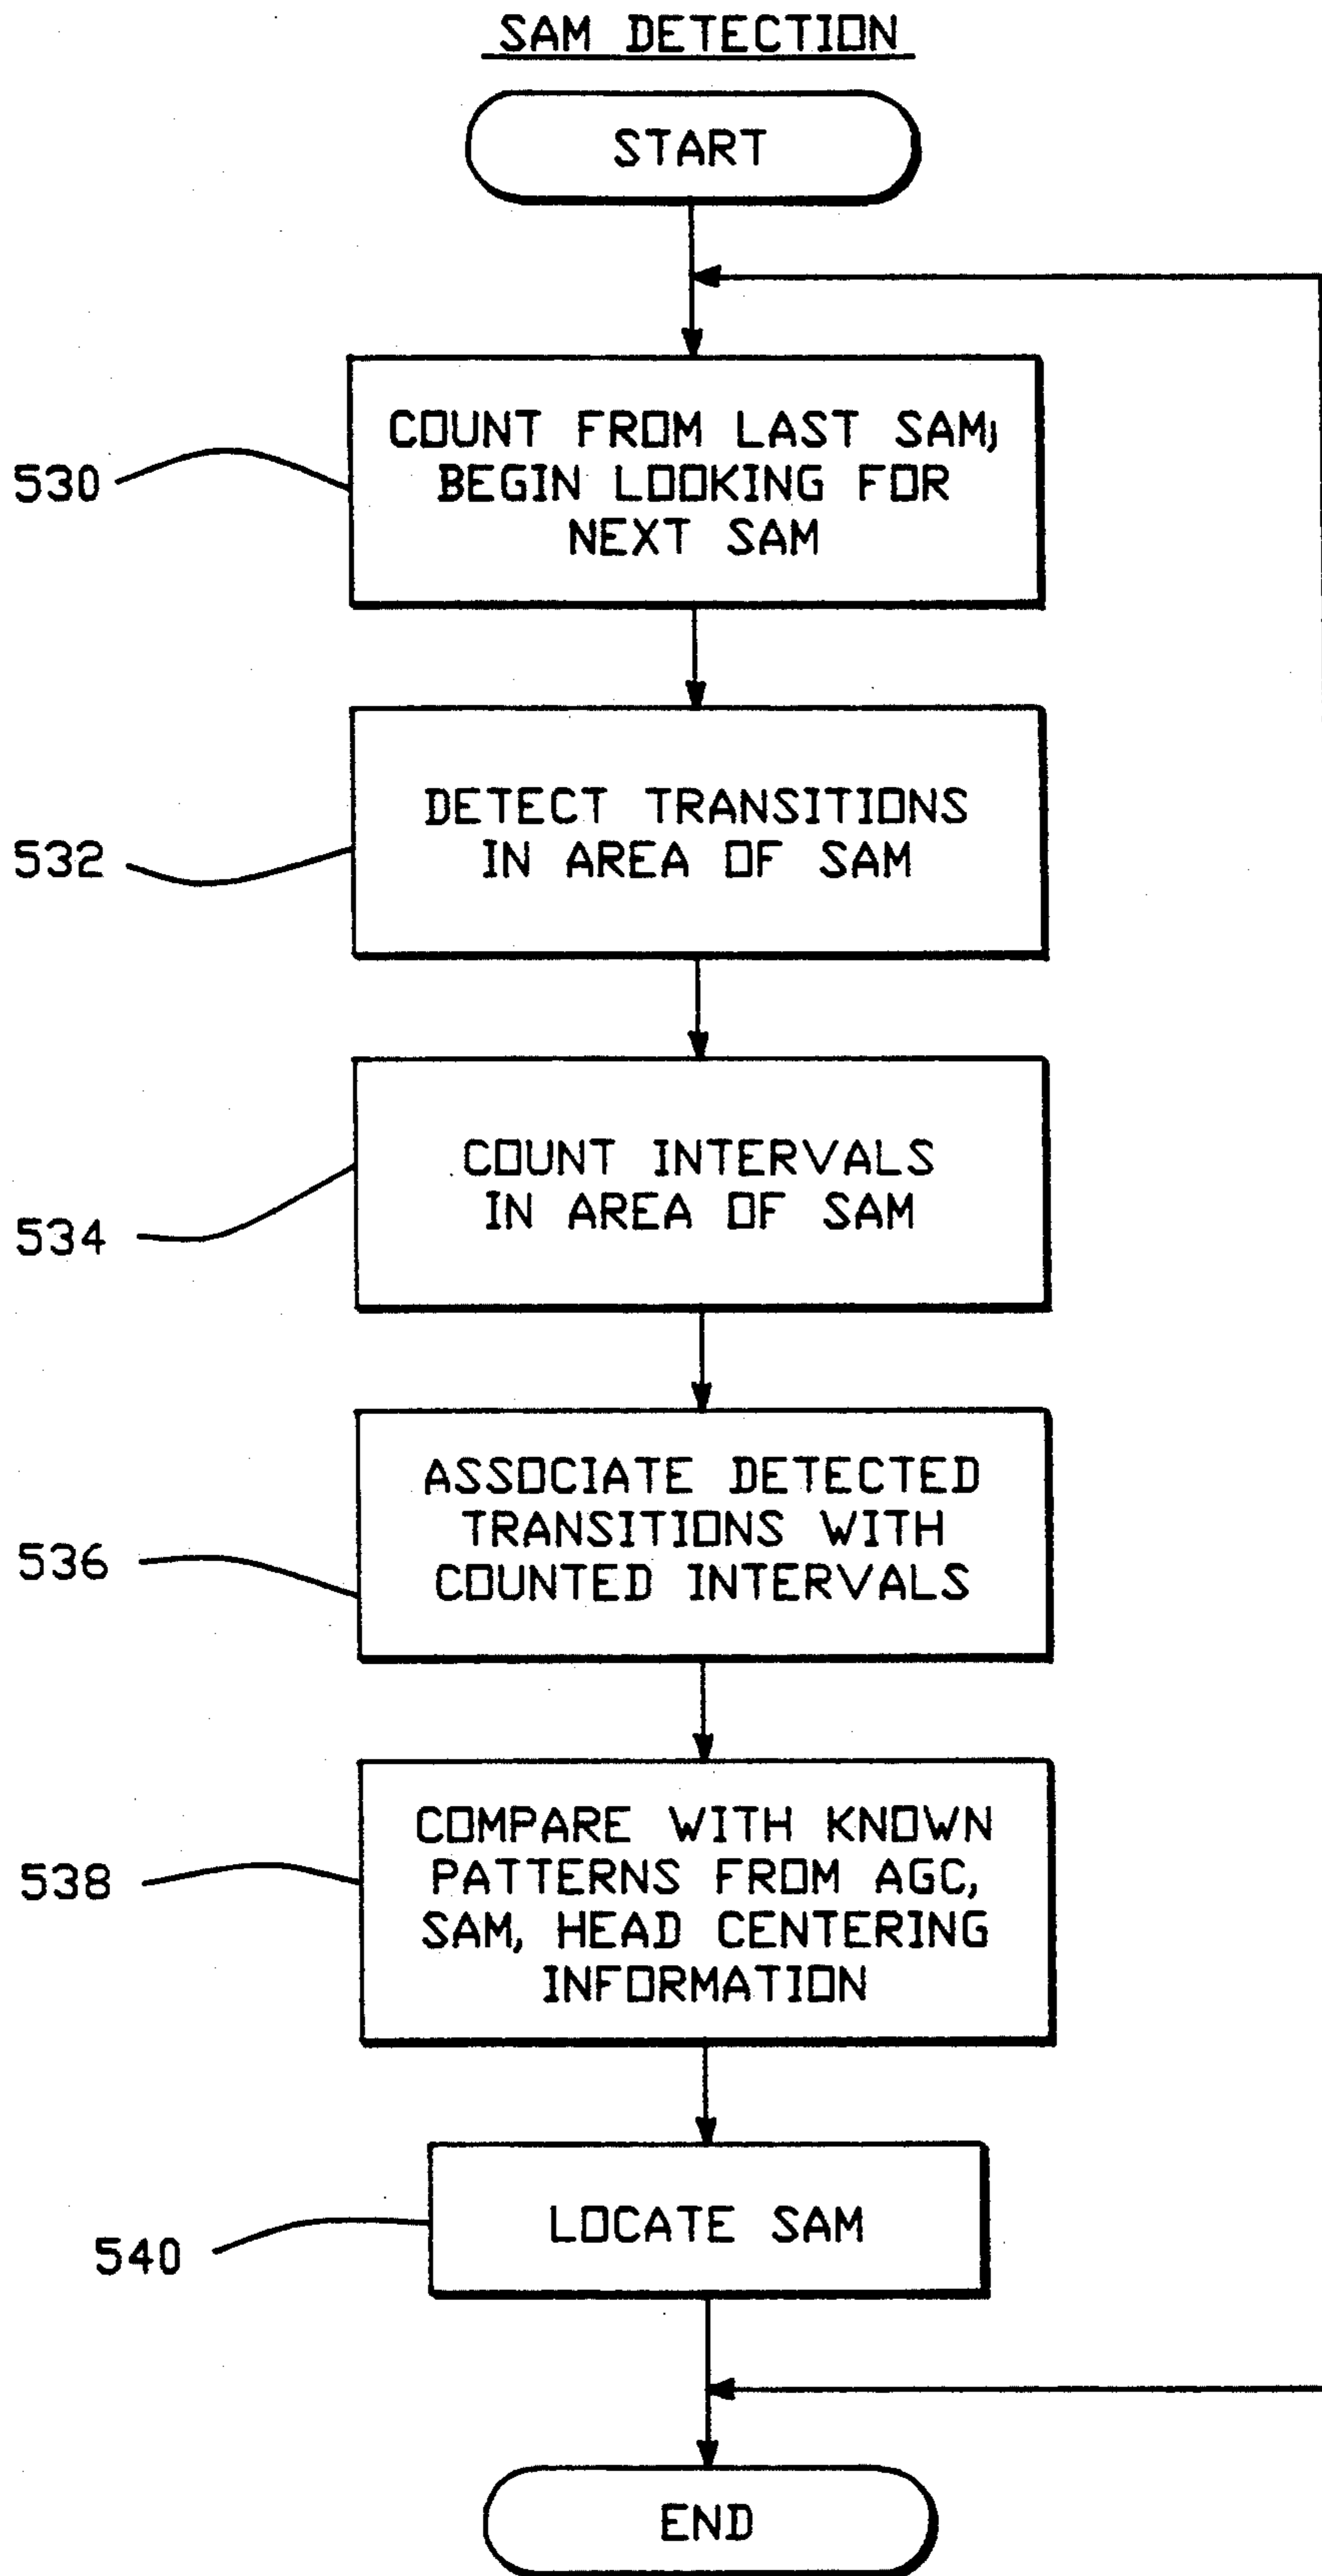 SAM DETECTION
START
COUNT FROM LAST SAM;
BEGIN LOOKING FOR
NEXT SAM
530
DETECT TRANSITIONS
IN AREA OF SAM
532
COUNT INTERVALS
IN AREA OF SAM
534
ASSOCIATE DETECTED
TRANSITIONS WITH
COUNTED INTERVALS
536
COMPARE WITH KNOWN
PATTERNS FROM AGC,
SAM, HEAD CENTERING
INFORMATION
538
LOCATE SAM
540
END